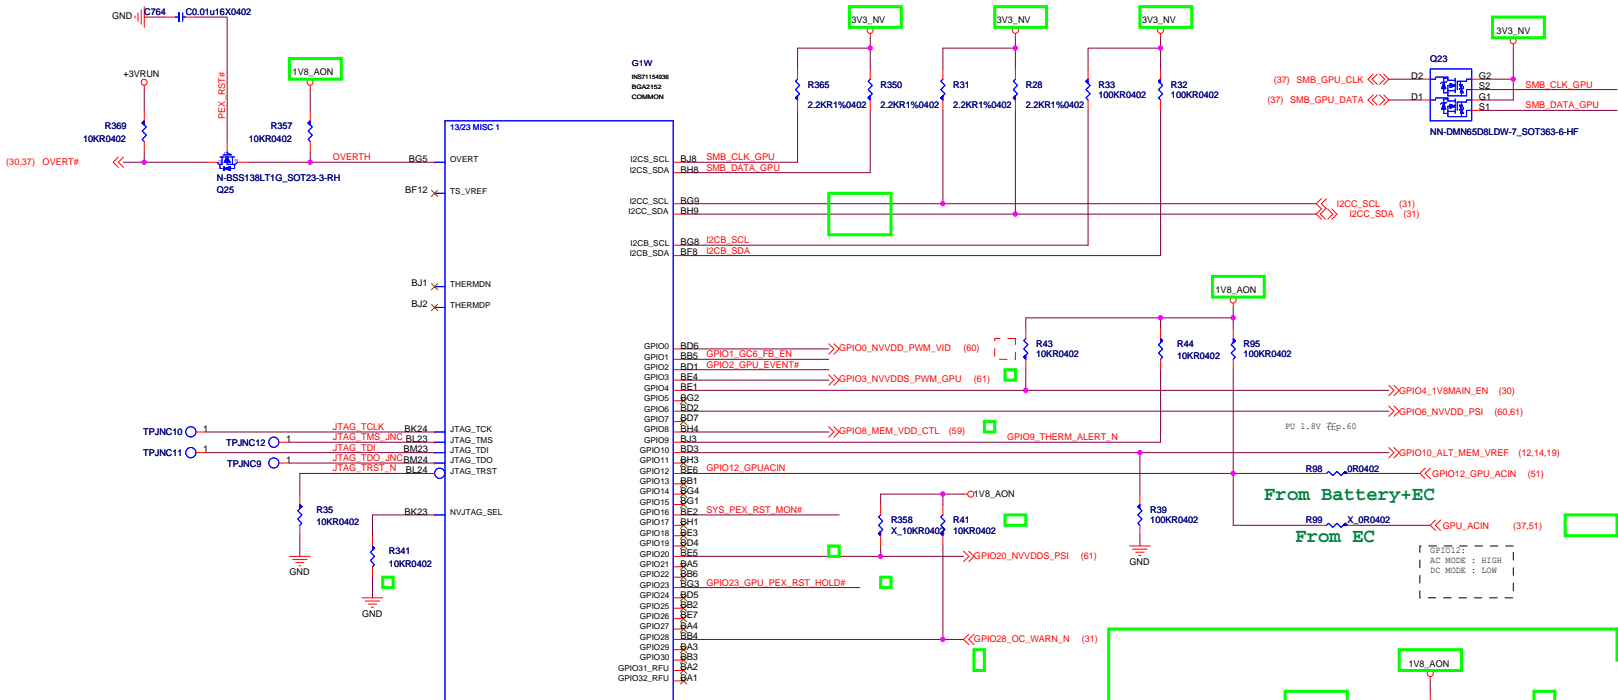 GND
C764
C0.01u16X0402
3V3_NV
3V3_NV
3V3_NV
3V3_NV
+3VRUN
PEX_RST#
1V8_AON
G1W
INS71154936
BGA2152
COMMON
Q23
R369
10KR0402
R357
10KR0402
R365
2.2KR1%0402
R350
2.2KR1%0402
R31
2.2KR1%0402
R28
2.2KR1%0402
R33
100KR0402
R32
100KR0402
(37) SMB_GPU_CLK
D2
G2
S2
SMB_CLK_GPU
(37) SMB_GPU_DATA
D1
G1
S1
SMB_DATA_GPU
NN-DMN65D8LDW-7_SOT363-6-HF
13/23 MISC 1
(30,37) OVERT#
OVERTH
BG5
OVERT
N-BSS138LT1G_SOT23-3-RH
Q25
BF12
TS_VREF
I2CS_SCL BJ8 SMB_CLK_GPU
I2CS_SDA BH8 SMB_DATA_GPU
I2CC_SCL BG9
I2CC_SDA BH9
I2CC_SCL (31)
I2CC_SDA (31)
I2CB_SCL BG8 I2CB_SCL
I2CB_SDA BF8 I2CB_SDA
BJ1 THERMDN
BJ2 THERMDP
1V8_AON
R43
10KR0402
R44
10KR0402
R95
100KR0402
GPIO0 BD6 GPIO0_NVVDD_PWM_VID (60)
GPIO1 BB5 GPIO1_GC6_FB_EN
GPIO2 BD1 GPIO2_GPU_EVENT#
GPIO3 BE4 GPIO3_NVVDDS_PWM_GPU (61)
GPIO4 BE1 GPIO4_1V8MAIN_EN (30)
GPIO5 BG2
GPIO6 BD2 GPIO6_NVVDD_PSI (60,61)
GPIO7 BD7
PU 1.8V 在p.60
GPIO8 BH4 GPIO8_MEM_VDD_CTL (59)
GPIO9 BJ3 GPIO9_THERM_ALERT_N
GPIO10 BD3 GPIO10_ALT_MEM_VREF (12,14,19)
GPIO11 BH3
GPIO12 BE6 GPIO12_GPUACIN R98 0R0402 GPIO12_GPU_ACIN (51)
GPIO13 BB1
GPIO14 BG4
GPIO15 BG1
GPIO16 BE2 SYS_PEX_RST_MON#
GPIO17 BH1
GPIO18 BE3
GPIO19 BD4
GPIO20 BE5 GPIO20_NVVDDS_PSI (61)
GPIO21 BA5
GPIO22 BB6
GPIO23 BG3 GPIO23_GPU_PEX_RST_HOLD#
GPIO24 BD5
GPIO25 BB2
GPIO26 BE7
GPIO27 BA4
GPIO28 BB4 GPIO28_OC_WARN_N (31)
GPIO29 BA3
GPIO30 BB3
GPIO31_RFU BA2
GPIO32_RFU BA1
TPJNC10 1 JTAG_TCLK BK24 JTAG_TCK
TPJNC12 1 JTAG_TMS_JNC BL23 JTAG_TMS
TPJNC11 1 JTAG_TDI BM23 JTAG_TDI
TPJNC9 1 JTAG_TDO_JNC BM24 JTAG_TDO
JTAG_TRST_N BL24 JTAG_TRST
R35
10KR0402
GND
BK23 NVJTAG_SEL
R341
10KR0402
GND
1V8_AON
R358
X_10KR0402
R41
10KR0402
R39
100KR0402
GND
From Battery+EC
R99 X_0R0402 GPU_ACIN (37,51)
From EC
GPIO12:
AC MODE : HIGH
DC MODE : LOW
1V8_AON